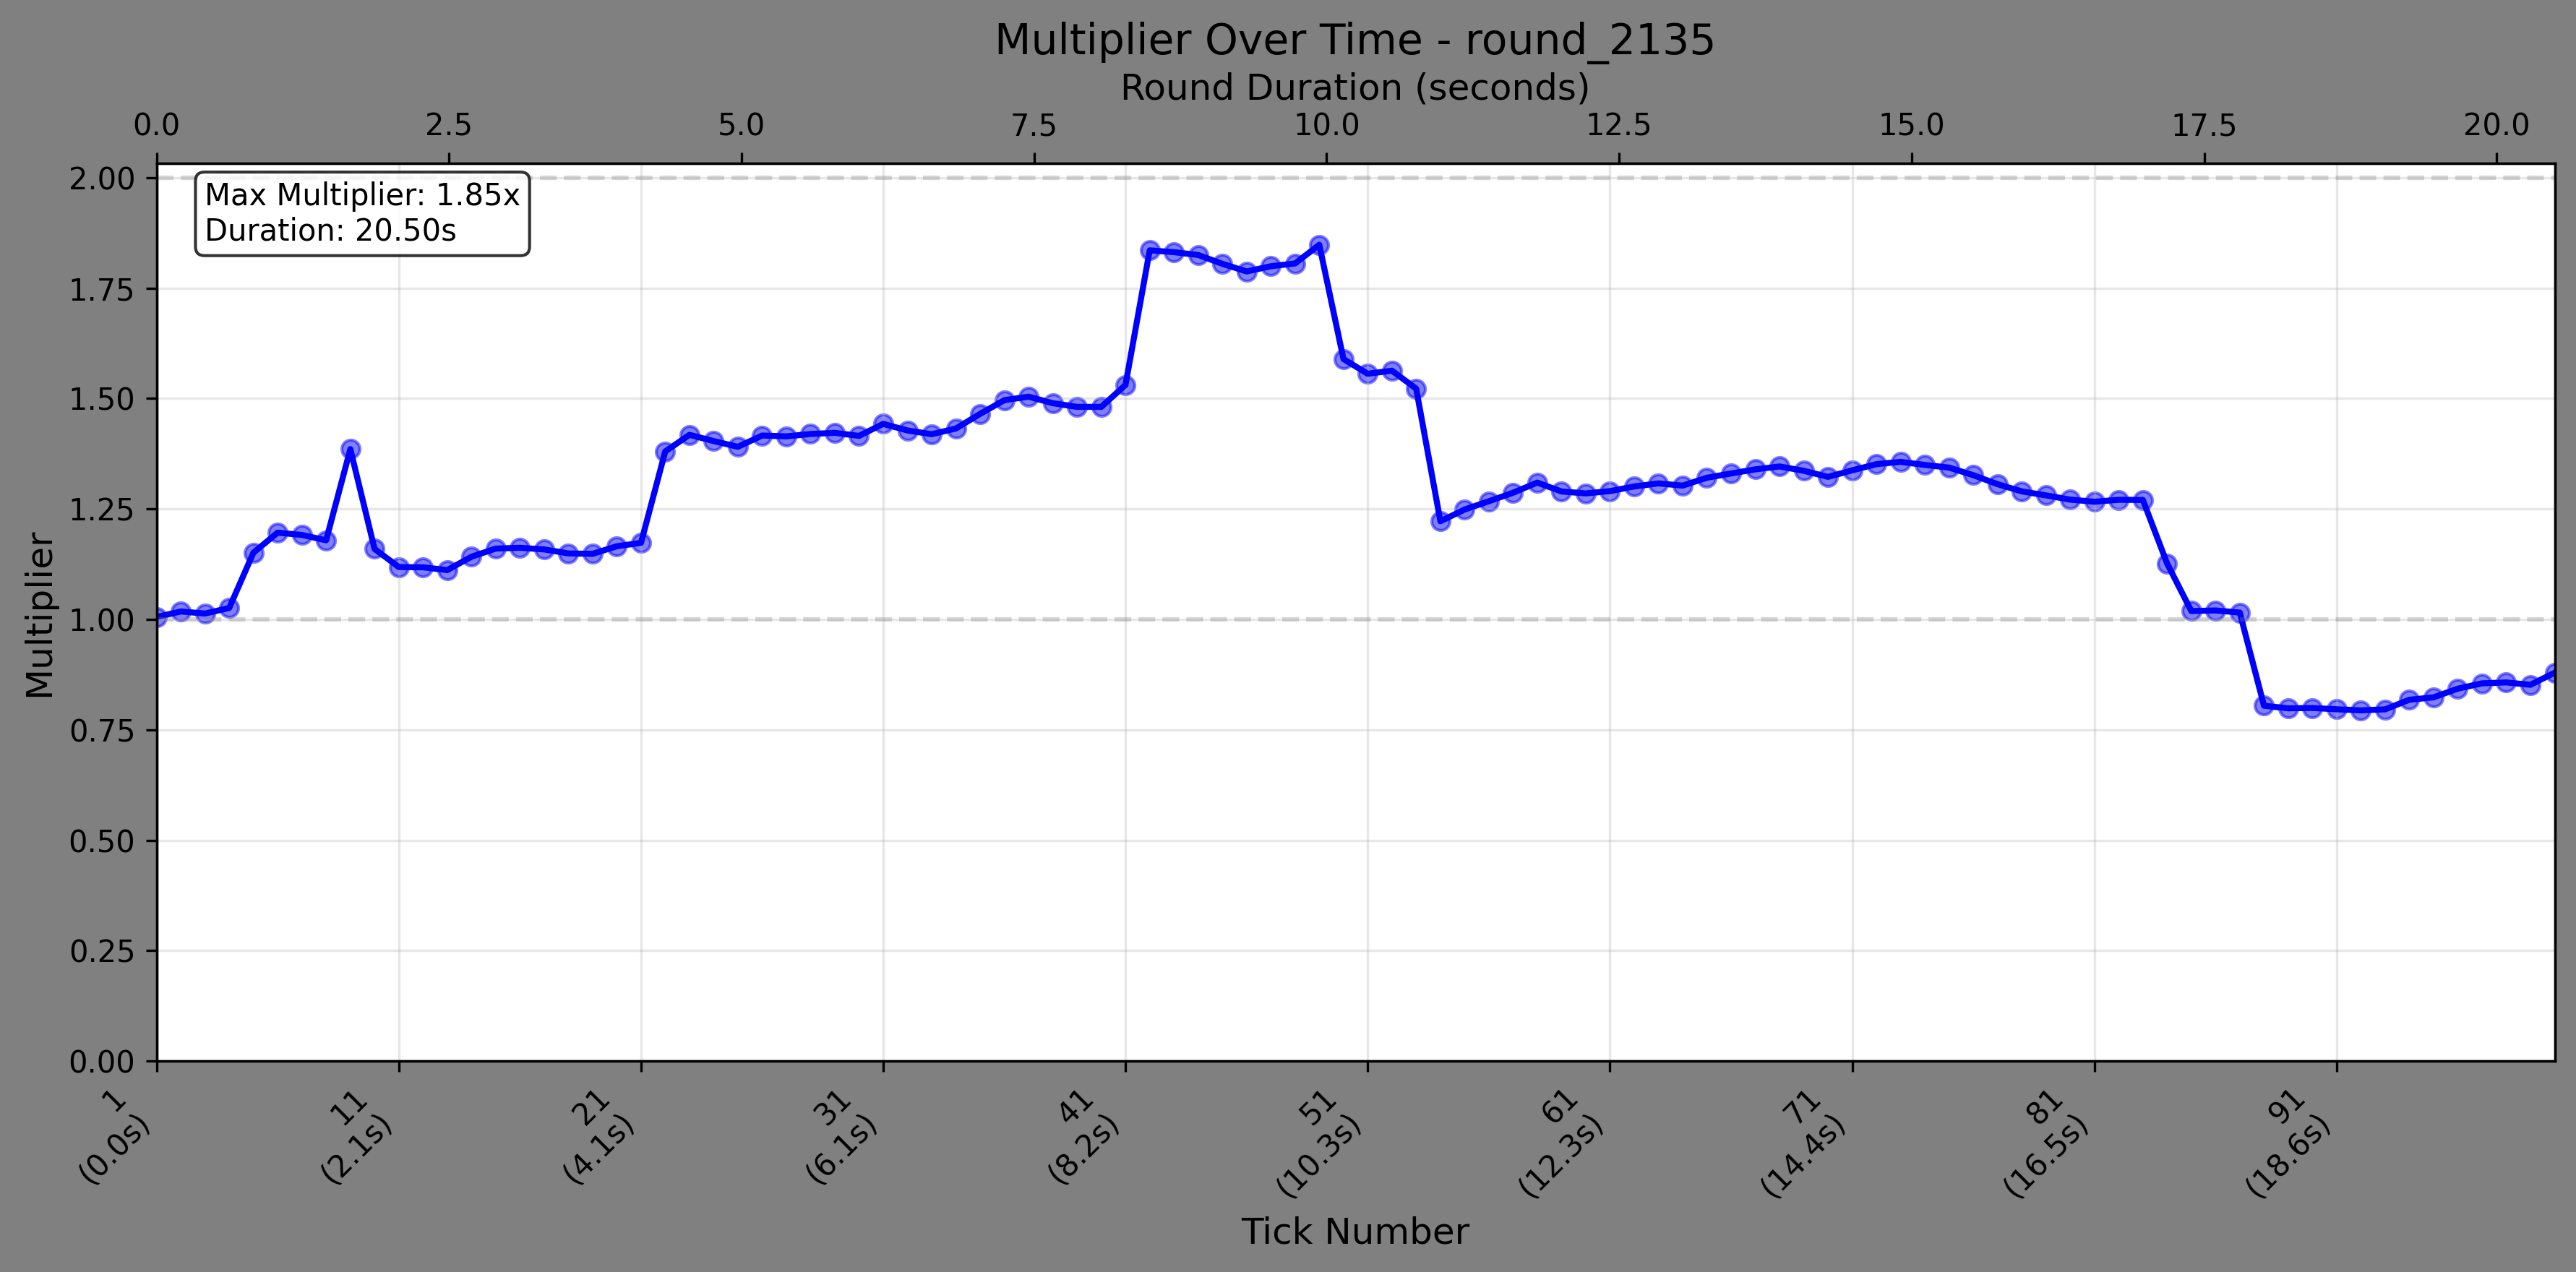 Multiplier Over Time - round_2135
Round Duration (seconds)
0.0 2.5 5.0 7.5 10.0 12.5 15.0 17.5 20.0
Max Multiplier: 1.85x
Duration: 20.50s
Multiplier
2.00
1.75
1.50
1.25
1.00
0.75
0.50
0.25
0.00
1
(0.0s)
11
(2.1s)
21
(4.1s)
31
(6.1s)
41
(8.2s)
51
(10.3s)
61
(12.3s)
71
(14.4s)
81
(16.5s)
91
(18.6s)
Tick Number